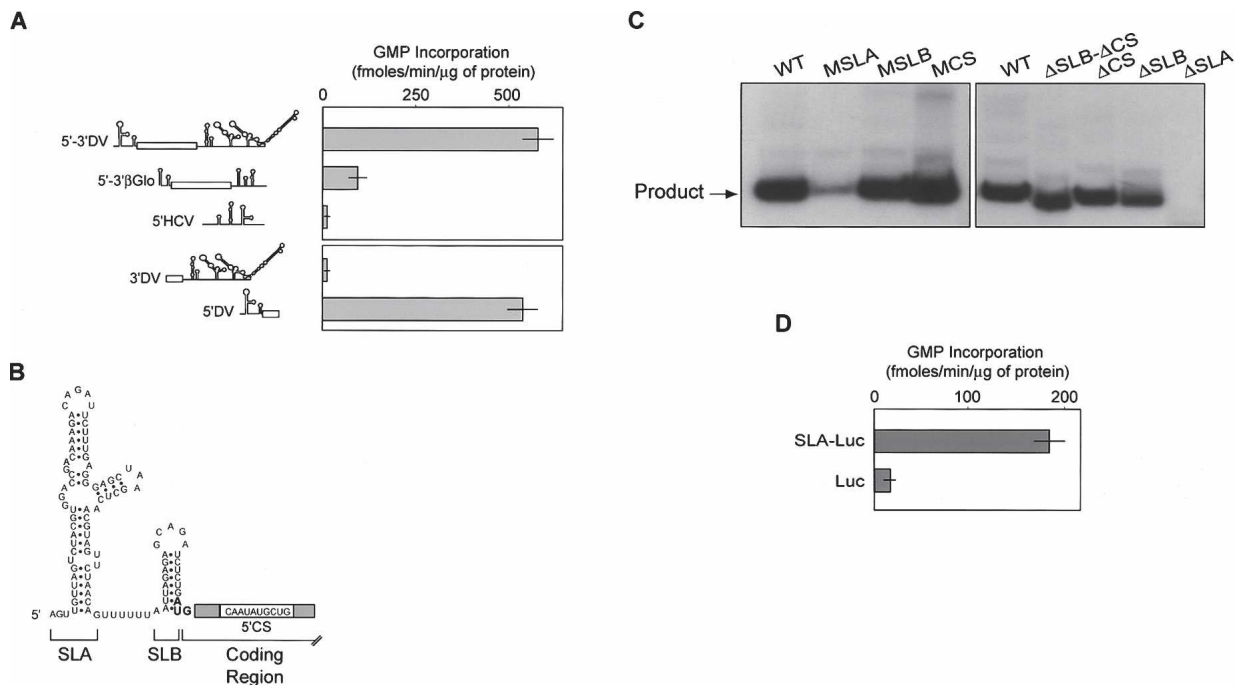 A
GMP Incorporation
(fmoles/min/µg of protein)
0 250 500
5'-3'DV
5'-3'βGlo
5'HCV
3'DV
5'DV
B
5' AGU
GUUUUUU
CAAUAUGCUG
5'CS
SLA
SLB
Coding
Region
C
WT MSLA MSLB MCS
WT ΔSLB-ΔCS ΔCS ΔSLB ΔSLA
Product
D
GMP Incorporation
(fmoles/min/µg of protein)
0 100 200
SLA-Luc
Luc